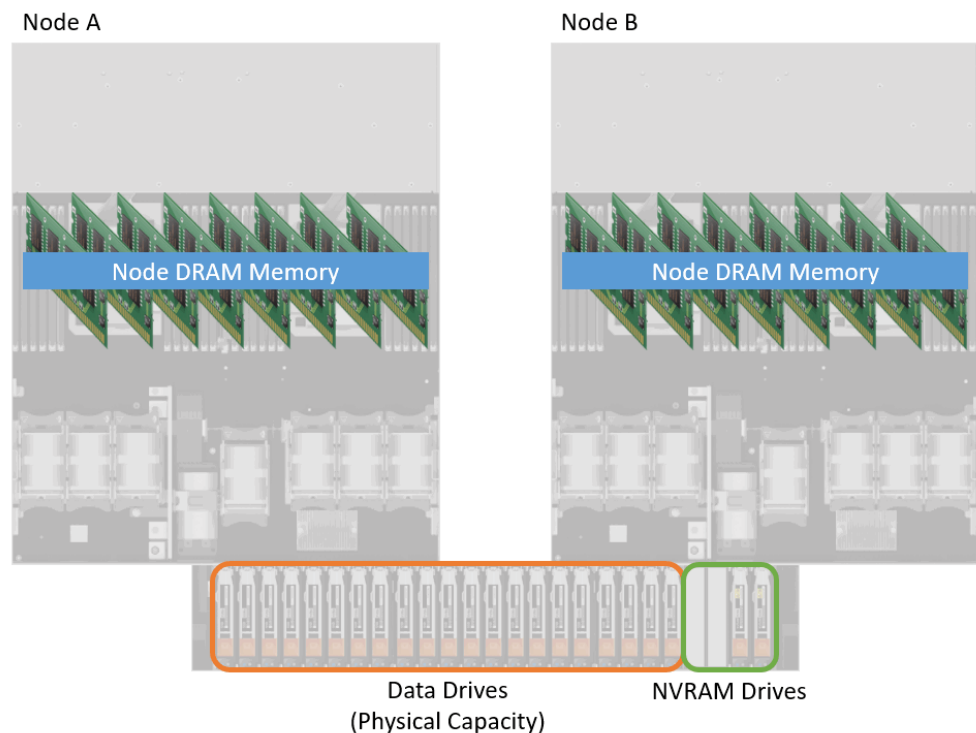 Node A
Node B
Node DRAM Memory
Node DRAM Memory
Data Drives
(Physical Capacity)
NVRAM Drives